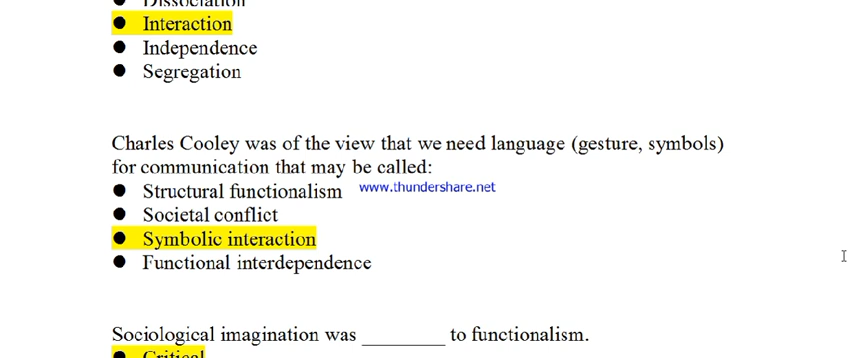 Dissociation
● Interaction
● Independence
● Segregation
Charles Cooley was of the view that we need language (gesture, symbols)
for communication that may be called:
● Structural functionalism www.thundershare.net
● Societal conflict
● Symbolic interaction
● Functional interdependence
Sociological imagination was ________ to functionalism.
● Critical